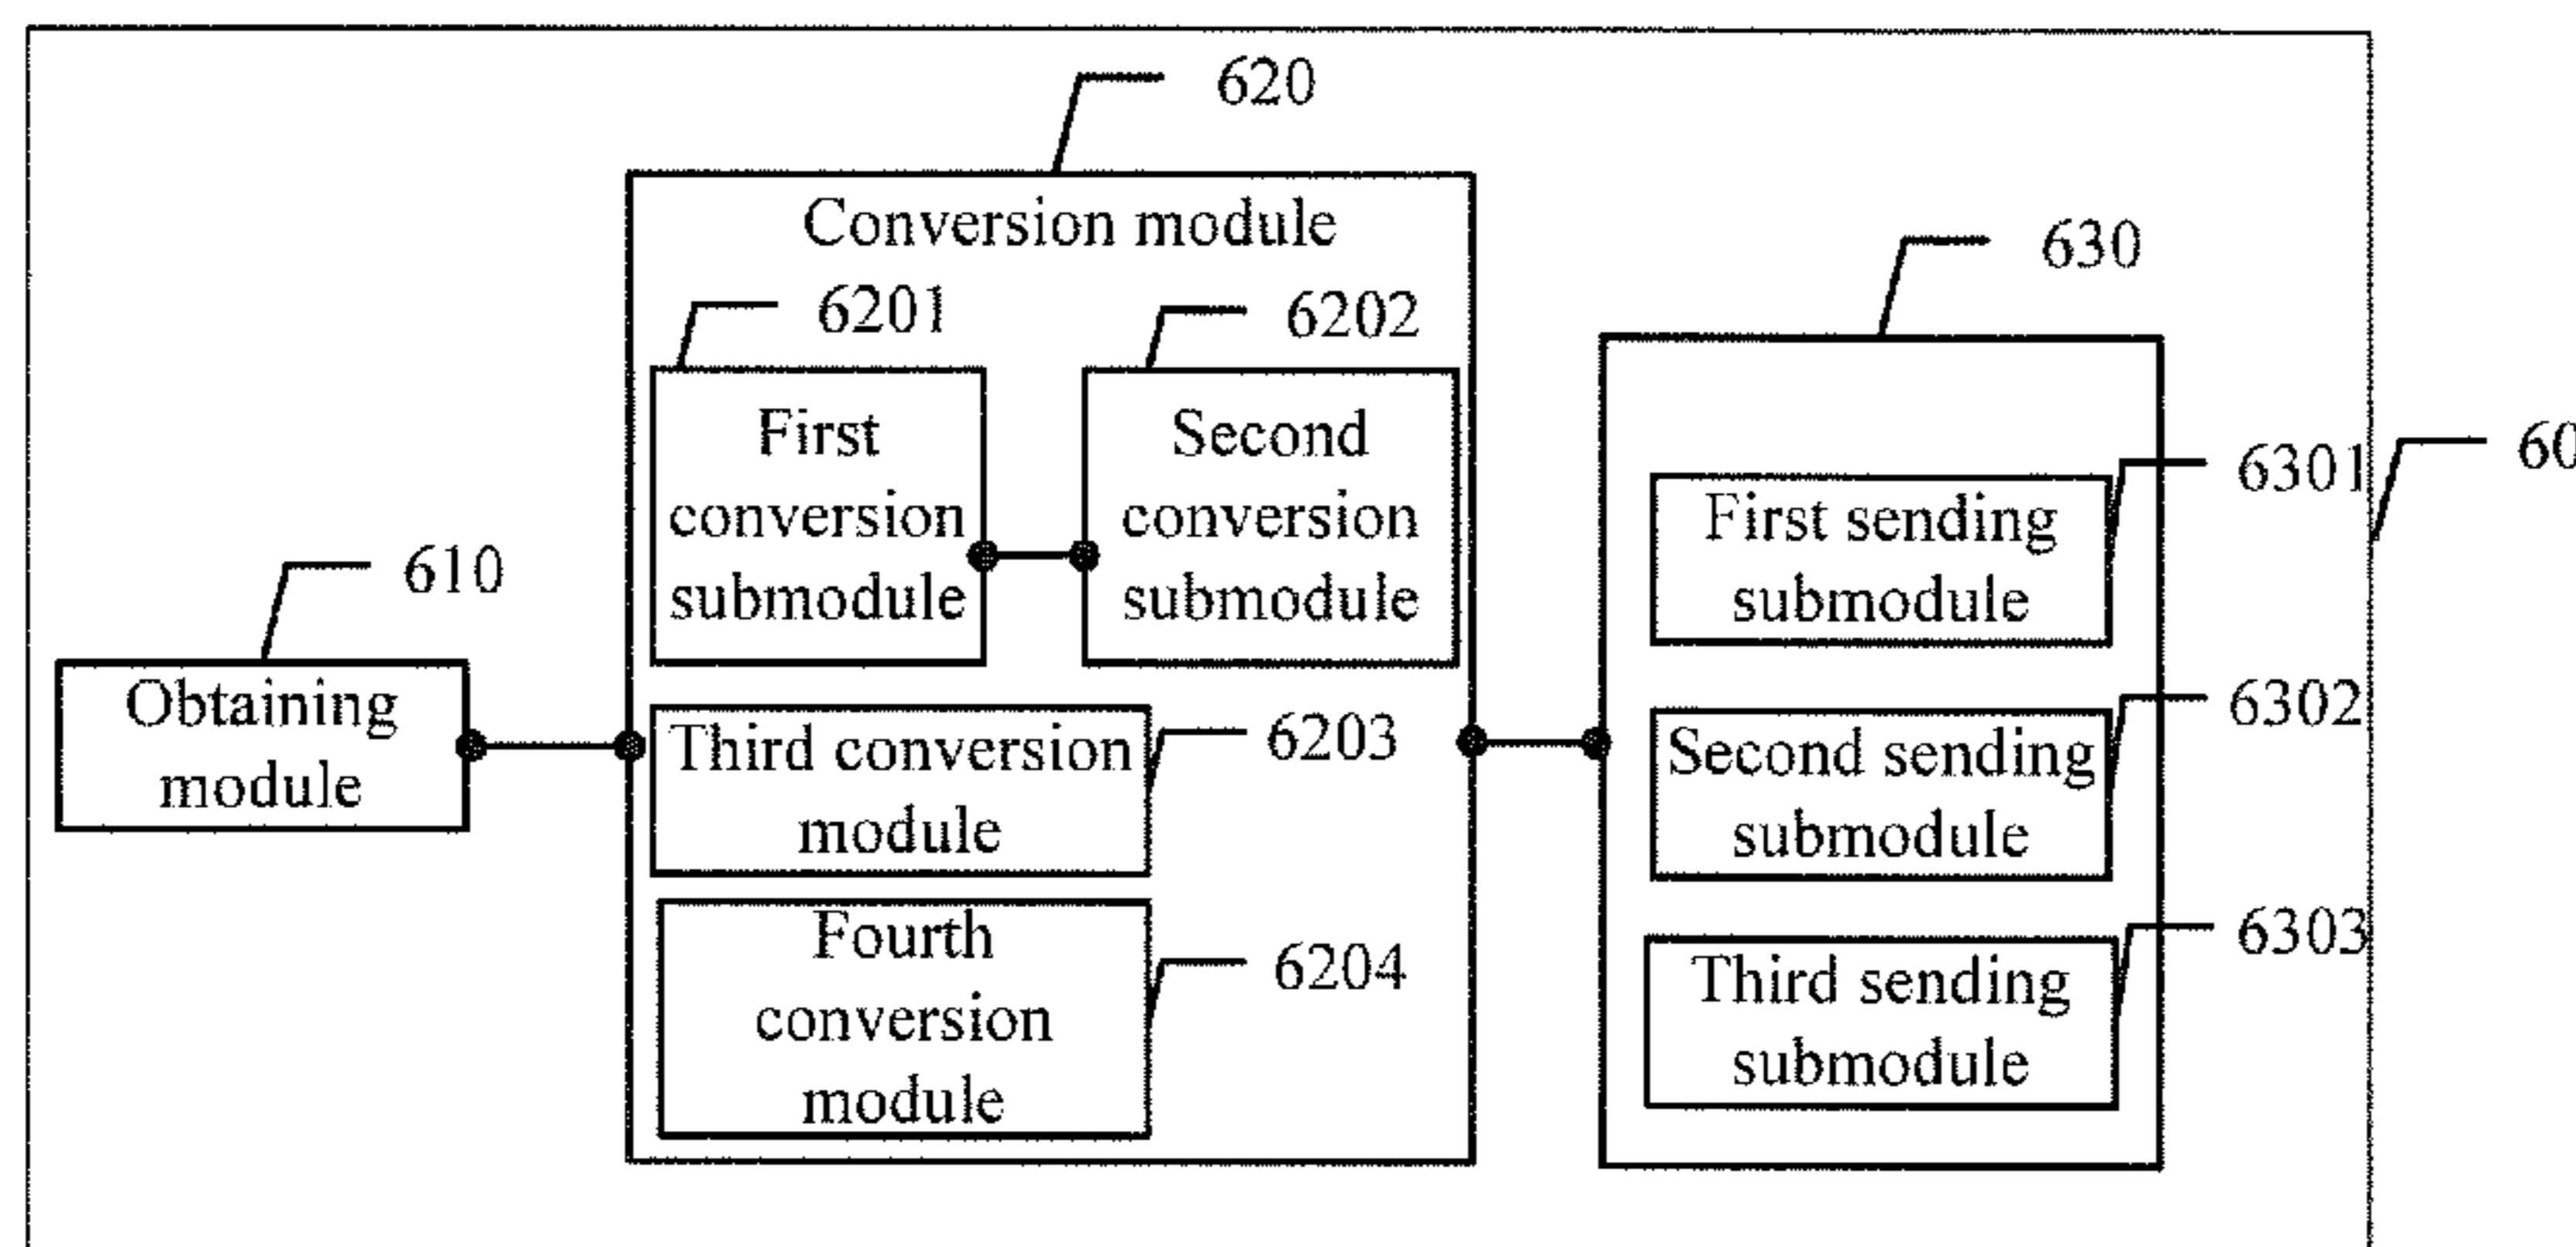 620
Conversion module
630
6201
6202
First
conversion
submodule
Second
conversion
submodule
6301
First sending
submodule
60
610
Obtaining
module
6302
Second sending
submodule
6203
Third conversion
module
6303
Third sending
submodule
6204
Fourth
conversion
module